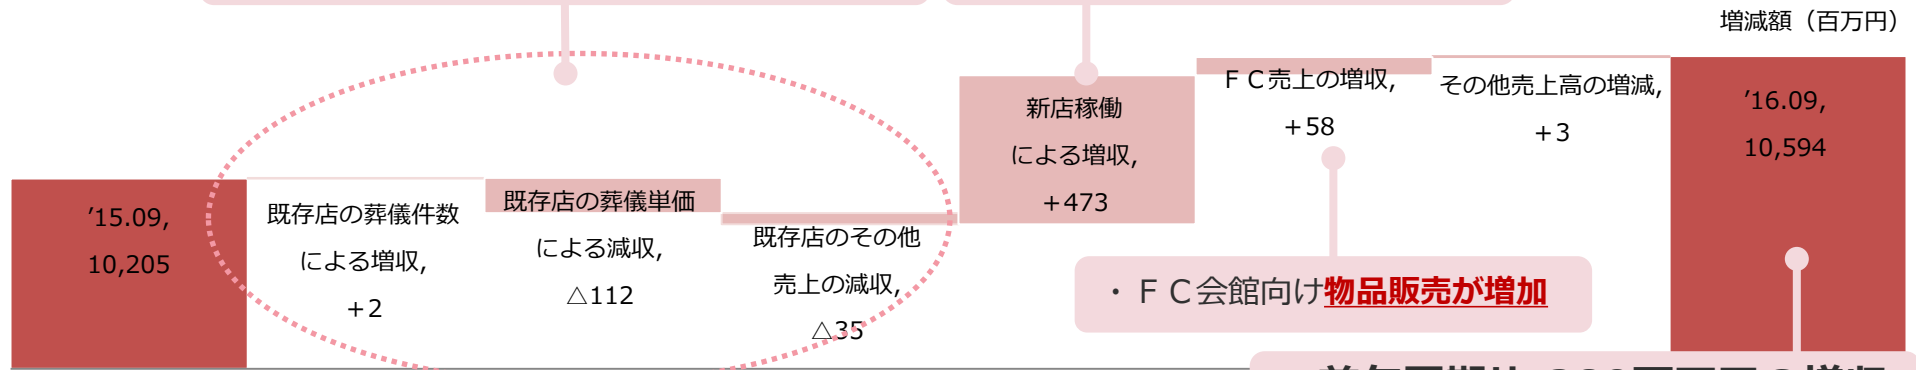 増減額（百万円）
'15.09,
10,205
既存店の葬儀件数
による増収,
+2
既存店の葬儀単価
による減収,
△112
既存店のその他
売上の減収,
△35
新店稼働
による増収,
+473
ＦＣ売上の増収,
+58
その他売上高の増減,
+3
'16.09,
10,594
・ＦＣ会館向け物品販売が増加